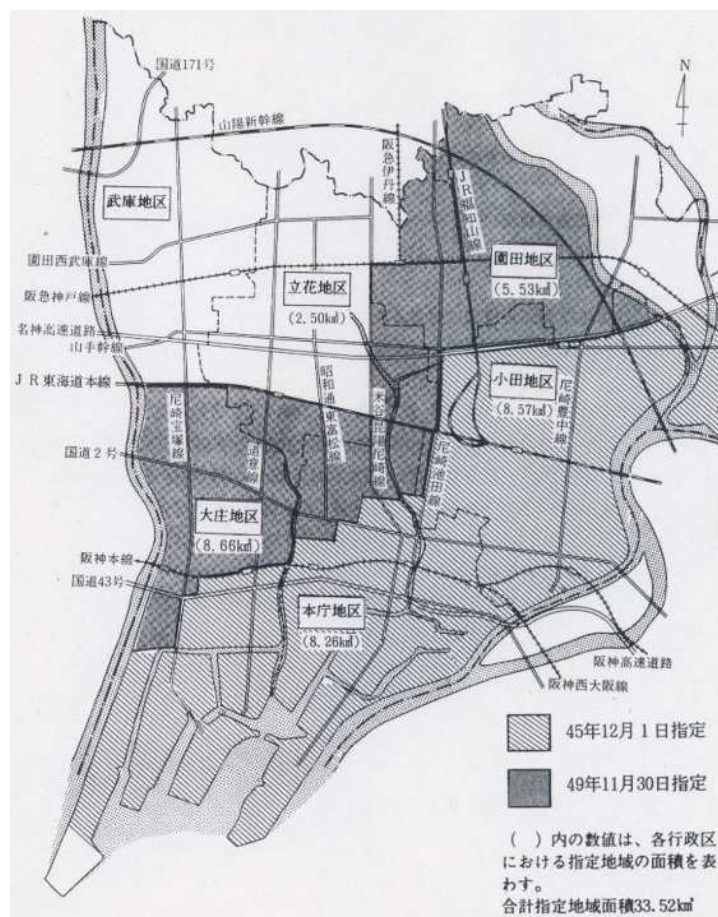 国道171号
N
山陽新幹線
阪急伊丹線
JR福知山線
武庫地区
園田西武庫線
園田地区
(5.53km²)
阪急神戸線
立花地区
(2.50km²)
名神高速道路
山手幹線
JR東海道本線
小田地区
(8.57km²)
尼崎豊中線
尼崎宝塚線
道意線
昭和通東富松線
尼崎池田線
国道2号
大庄地区
(8.66km²)
阪神本線
国道43号
本庁地区
(8.26km²)
阪神高速道路
阪神西大阪線
45年12月1日指定
49年11月30日指定
( )内の数値は、各行政区
における指定地域の面積を表
わす。
合計指定地域面積33.52km²